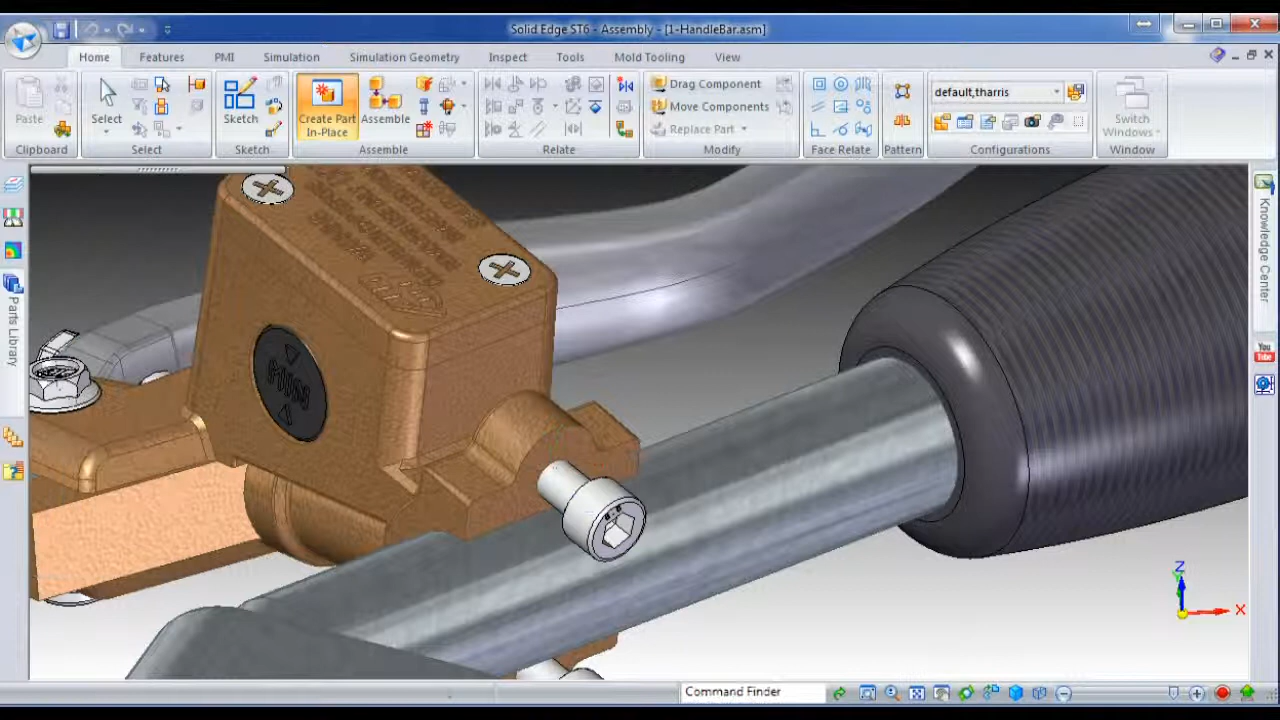 Solid Edge ST6 - Assembly - [1-HandleBar.asm]
Home Features PMI Simulation Simulation Geometry Inspect Tools Mold Tooling View
Paste
Clipboard
Select
Select
Sketch
Sketch
Create Part
In-Place
Assemble
Assemble
Relate
Drag Component
Move Components
Replace Part
Modify
Face Relate
Pattern
default,tharris
Configurations
Switch
Windows
Window
Parts Library
Knowledge Center
You
Tube
Z
X
Command Finder